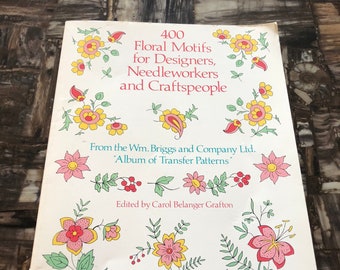 400
Floral Motifs
for Designers,
Needleworkers
and Craftspeople
From the Wm. Briggs and Company Ltd.
"Album of Transfer Patterns"
Edited by Carol Belanger Grafton